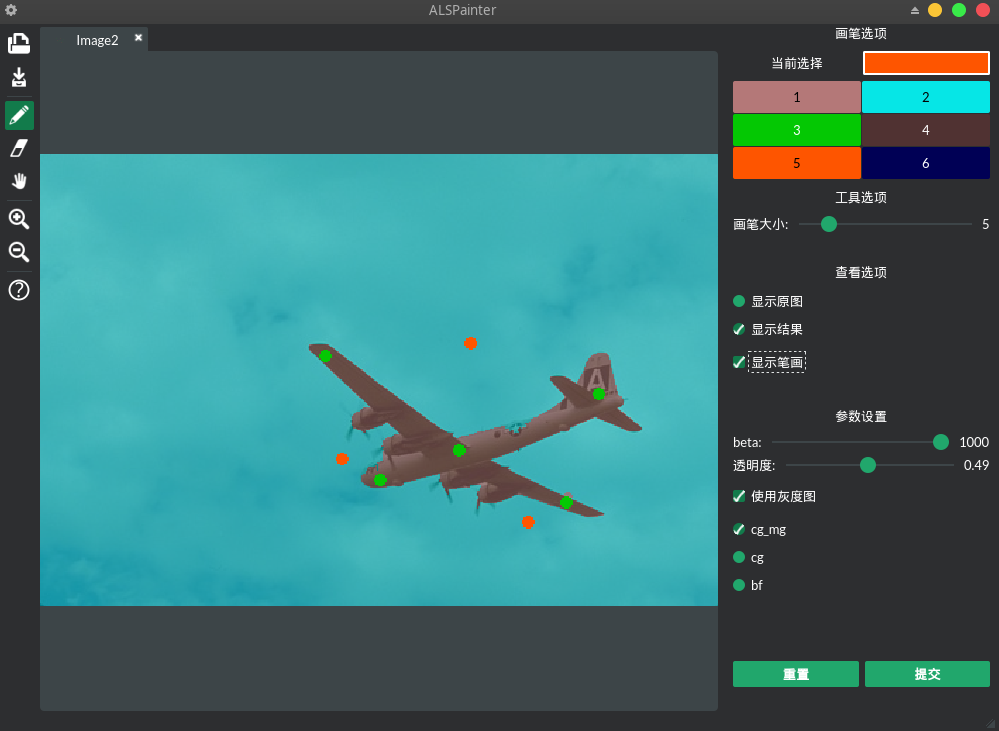 ALSPainter
Image2
画笔选项
当前选择
1
2
3
4
5
6
工具选项
画笔大小:
5
查看选项
显示原图
显示结果
显示笔画
参数设置
beta:
1000
透明度:
0.49
使用灰度图
cg_mg
cg
bf
重置
提交
A